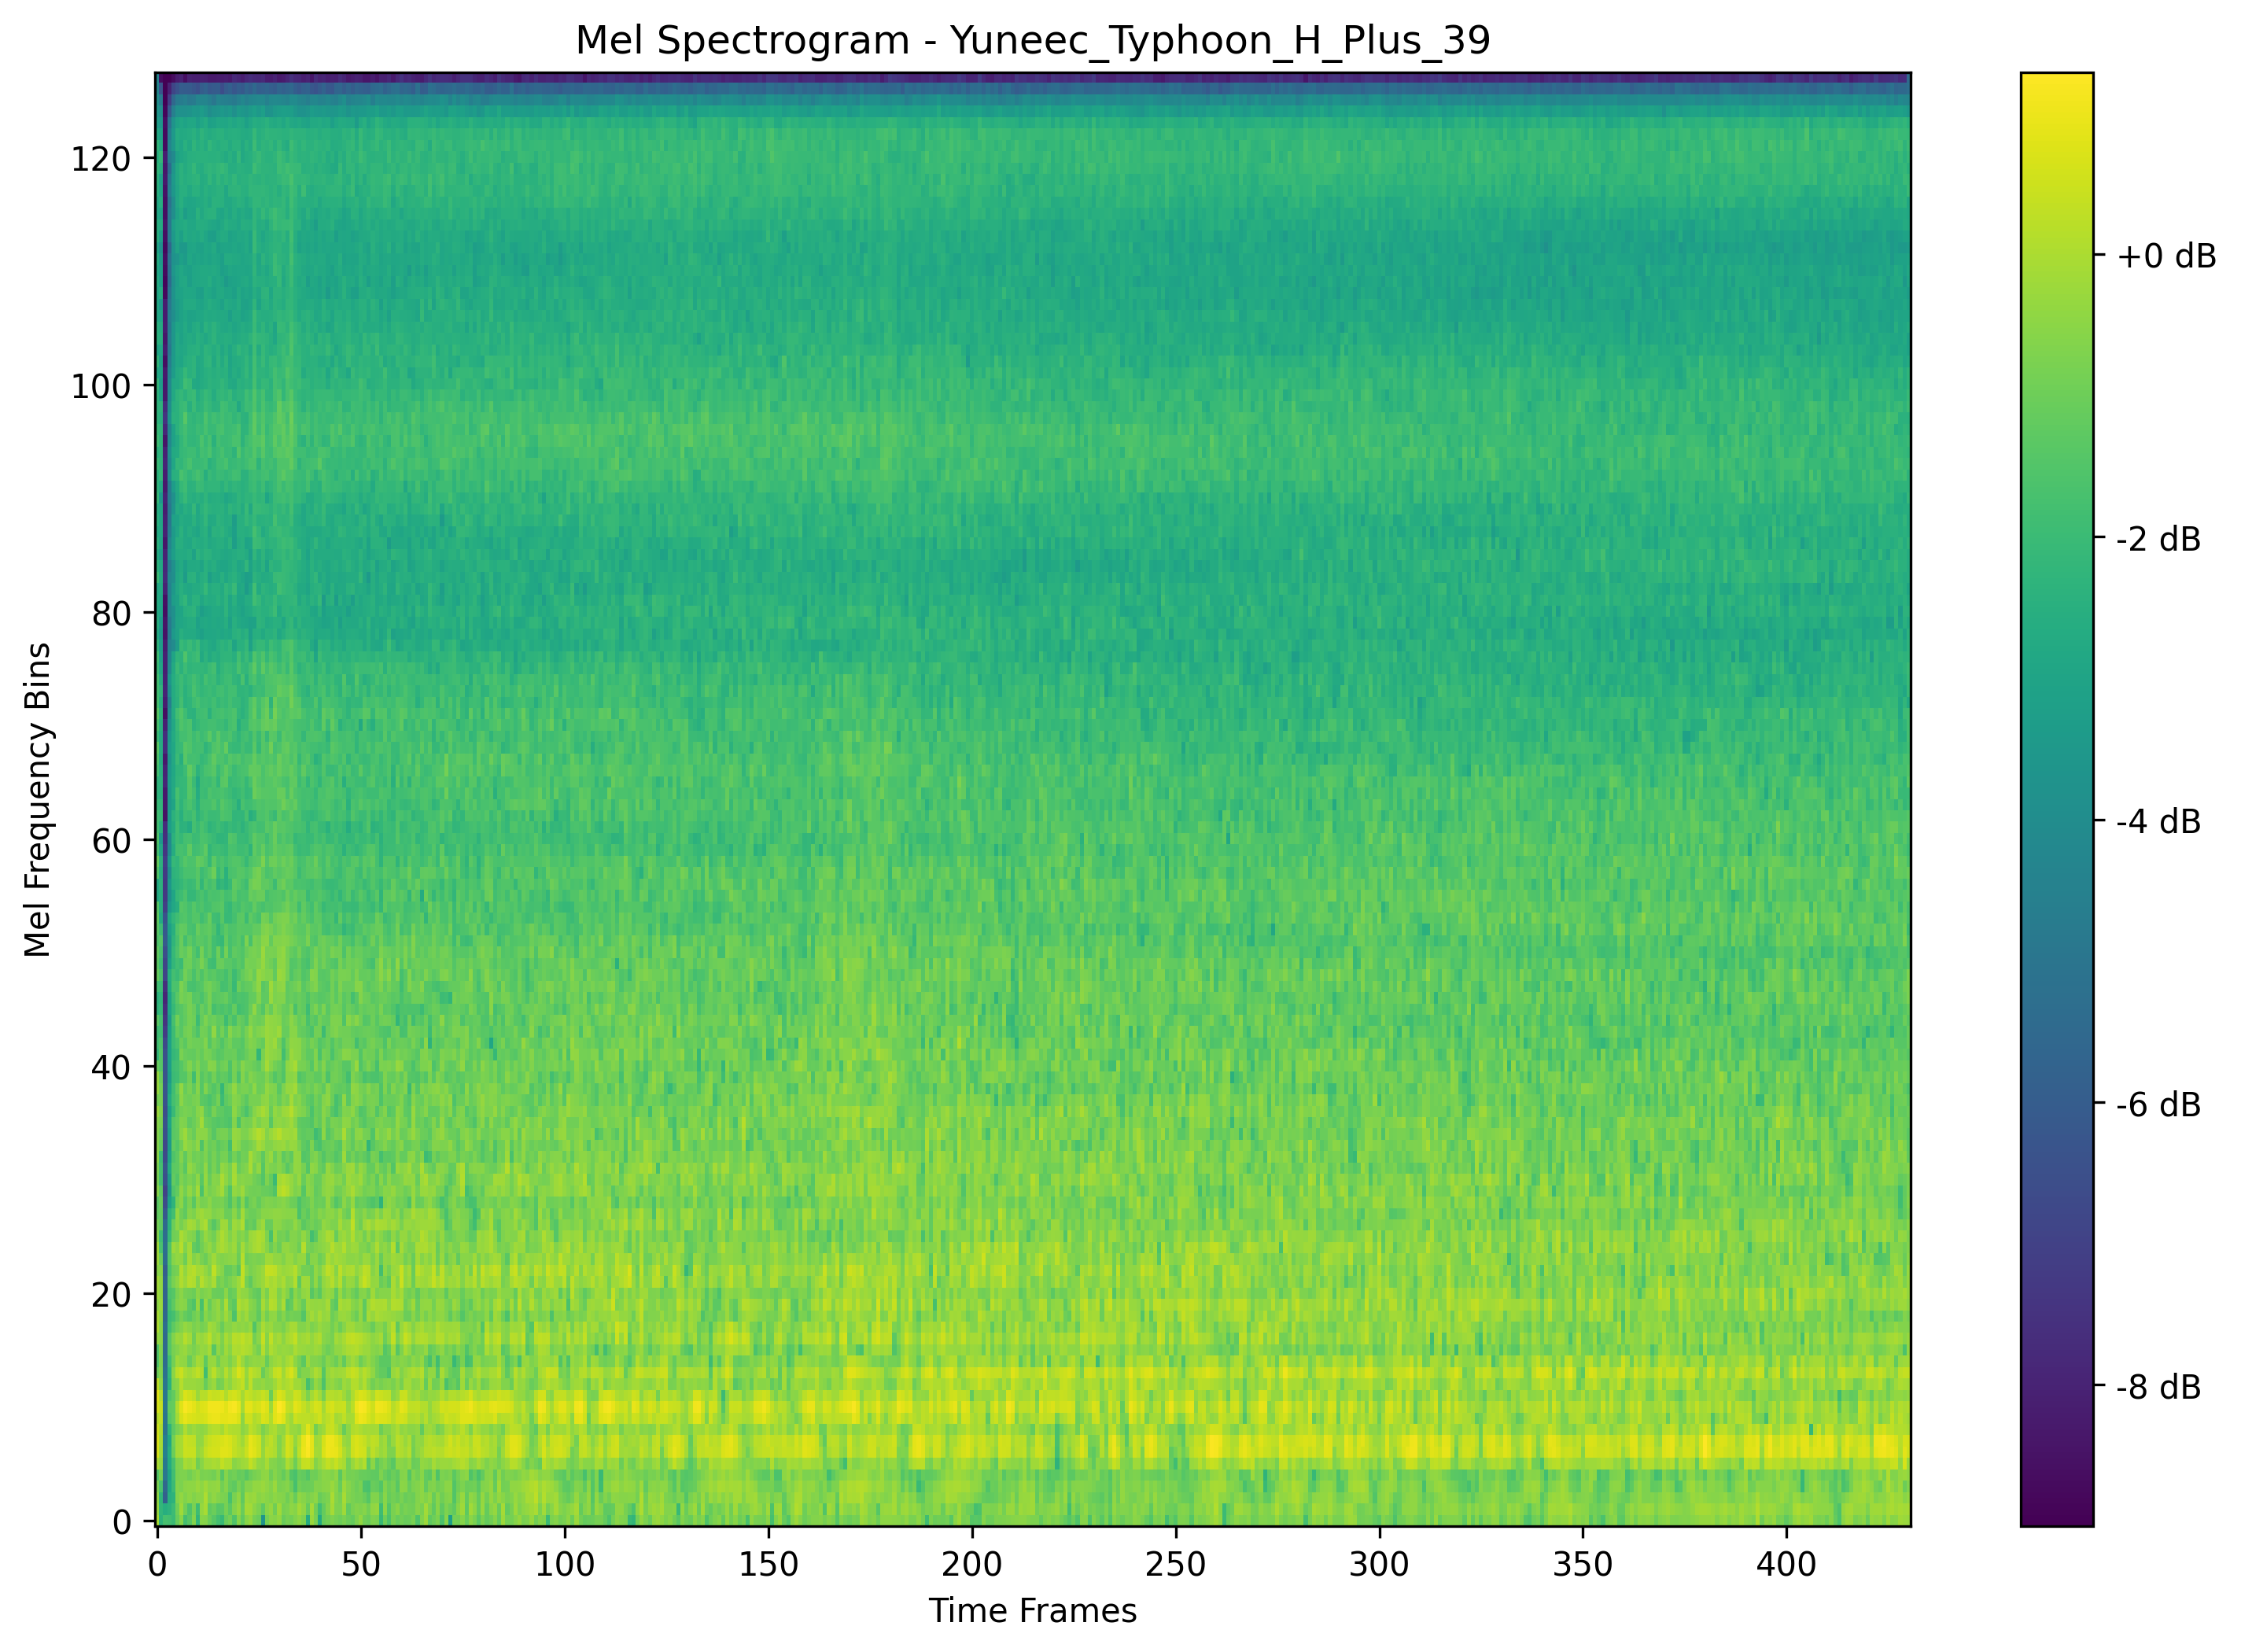 Mel Spectrogram - Yuneec_Typhoon_H_Plus_39
120
100
80
60
40
20
0
Mel Frequency Bins
0 50 100 150 200 250 300 350 400
Time Frames
+0 dB
-2 dB
-4 dB
-6 dB
-8 dB